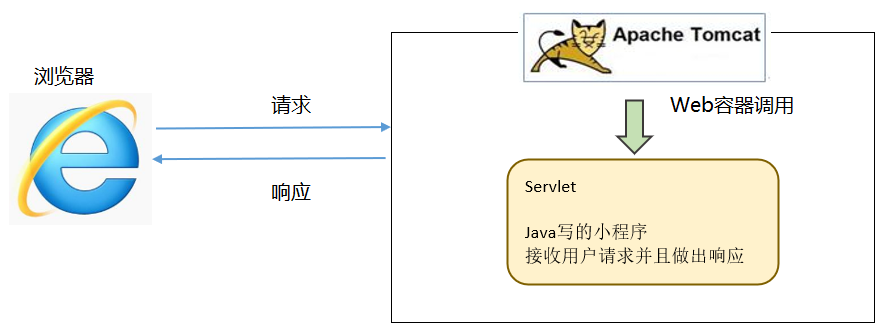 Apache Tomcat
浏览器
请求
响应
Web容器调用
Servlet
Java写的小程序
接收用户请求并且做出响应